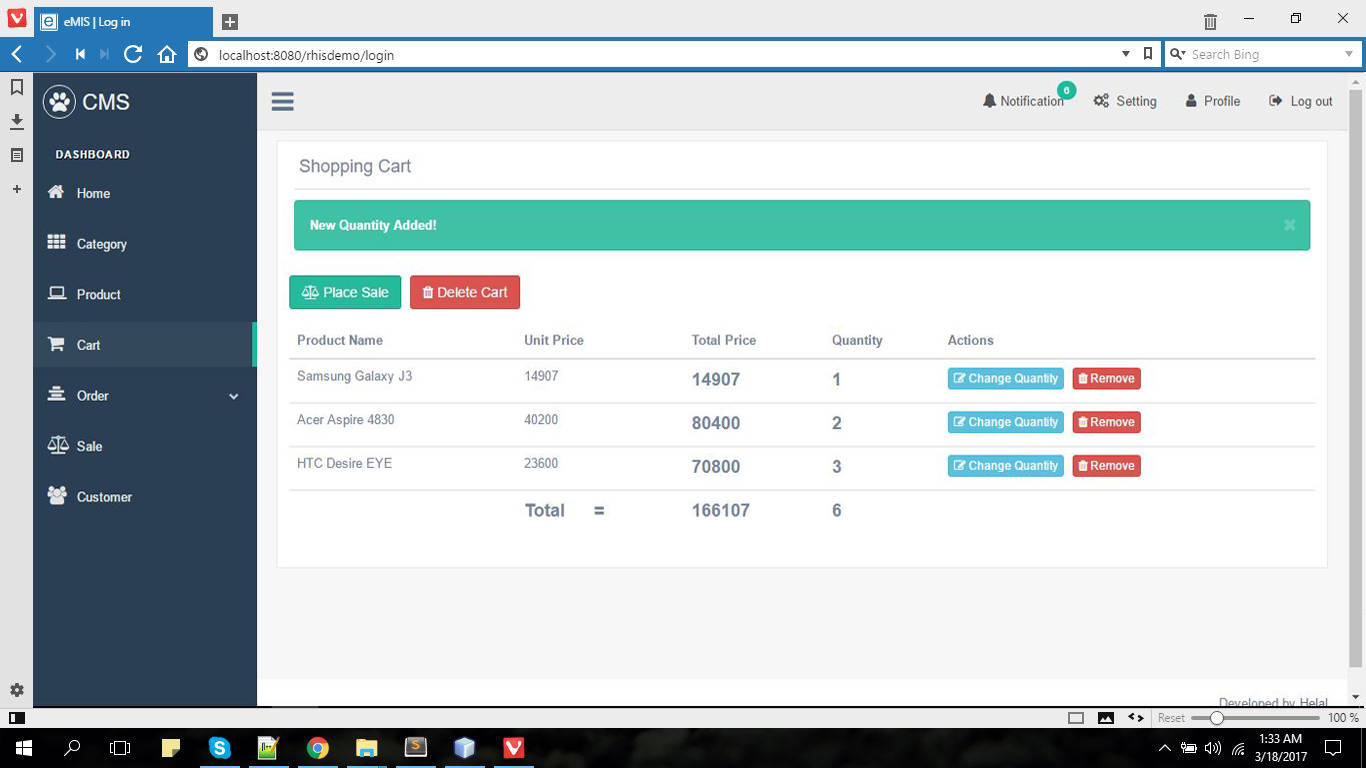 eMIS | Log in
localhost:8080/rhisdemo/login
Search Bing
CMS
Notification 6 Setting Profile Log out
DASHBOARD
Home
Category
Product
Cart
Order
Sale
Customer
Shopping Cart
New Quantity Added!
Place Sale Delete Cart
Product Name Unit Price Total Price Quantity Actions
Samsung Galaxy J3 14907 14907 1 Change Quantity Remove
Acer Aspire 4830 40200 80400 2 Change Quantity Remove
HTC Desire EYE 23600 70800 3 Change Quantity Remove
Total = 166107 6
Developed by Helal
Reset 100 %
1:33 AM
3/18/2017